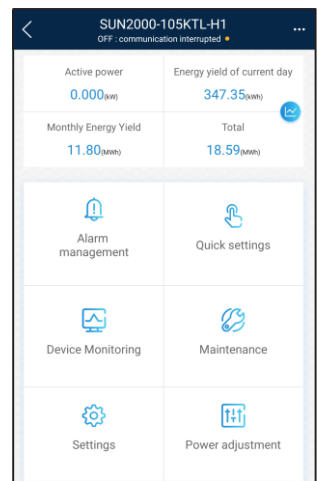 SUN2000-105KTL-H1
OFF : communication interrupted
Active power
Energy yield of current day
0.000(kW)
347.35(kWh)
Monthly Energy Yield
Total
11.80(MWh)
18.59(MWh)
Alarm
management
Quick settings
Device Monitoring
Maintenance
Settings
Power adjustment